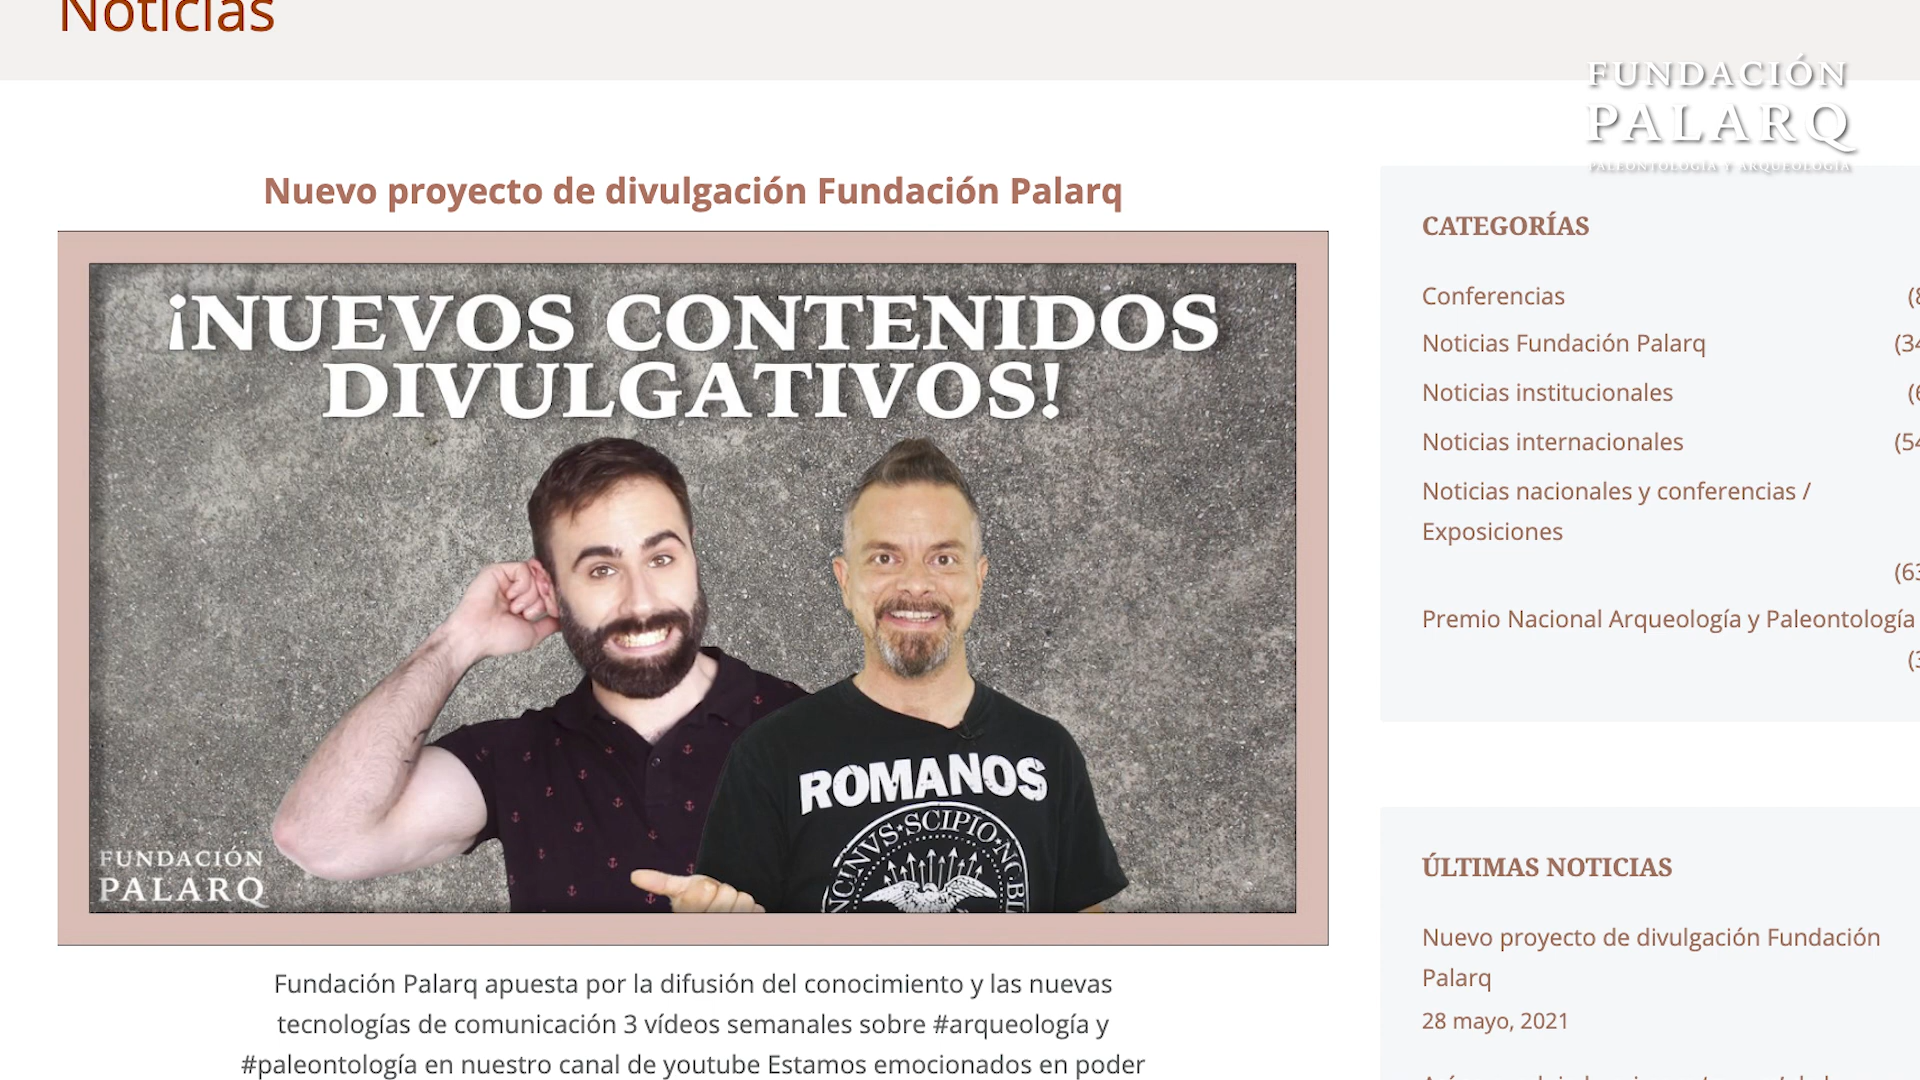 Noticias
FUNDACIÓN
PALARQ
PALEONTOLOGÍA Y ARQUEOLOGÍA
Nuevo proyecto de divulgación Fundación Palarq
¡NUEVOS CONTENIDOS
DIVULGATIVOS!
ROMANOS
SCIPIO
FUNDACIÓN
PALARQ
Fundación Palarq apuesta por la difusión del conocimiento y las nuevas
tecnologías de comunicación 3 vídeos semanales sobre #arqueología y
#paleontología en nuestro canal de youtube Estamos emocionados en poder
CATEGORÍAS
Conferencias
Noticias Fundación Palarq
Noticias institucionales
Noticias internacionales
Noticias nacionales y conferencias /
Exposiciones
Premio Nacional Arqueología y Paleontología
ÚLTIMAS NOTICIAS
Nuevo proyecto de divulgación Fundación
Palarq
28 mayo, 2021